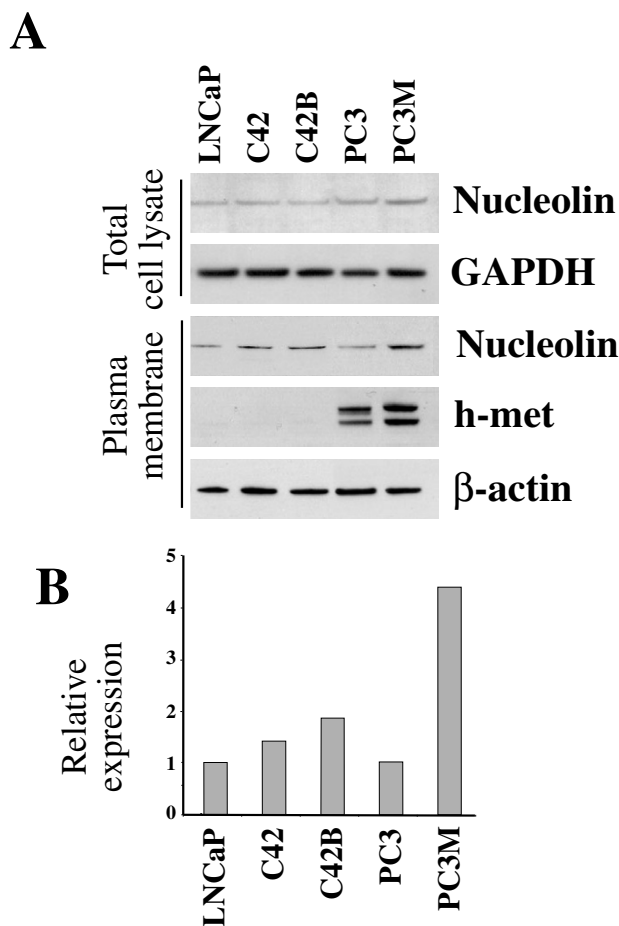 A
LNCaP
C42
C42B
PC3
PC3M
Total
cell lysate
Nucleolin
GAPDH
Plasma
membrane
Nucleolin
h-met
β-actin
B
Relative
expression
5
4
3
2
1
0
LNCaP
C42
C42B
PC3
PC3M